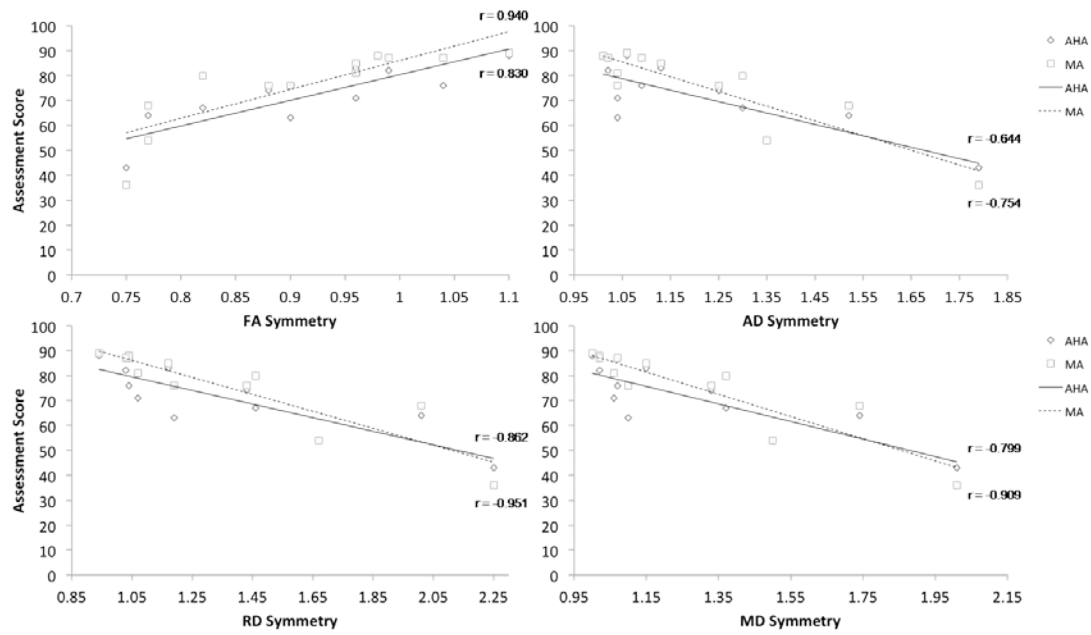 r = 0.940
100
90
80
70
60
50
40
30
20
10
0
Assessment Score
r = 0.830
0.7 0.75 0.8 0.85 0.9 0.95 1 1.05 1.1
FA Symmetry
100
90
80
70
60
50
40
30
20
10
0
r = -0.644
r = -0.754
0.95 1.05 1.15 1.25 1.35 1.45 1.55 1.65 1.75 1.85
AD Symmetry
AHA
MA
AHA
MA
100
90
80
70
60
50
40
30
20
10
0
Assessment Score
r = -0.862
r = -0.951
0.85 1.05 1.25 1.45 1.65 1.85 2.05 2.25
RD Symmetry
100
90
80
70
60
50
40
30
20
10
0
r = -0.799
r = -0.909
0.95 1.15 1.35 1.55 1.75 1.95 2.15
MD Symmetry
AHA
MA
AHA
MA